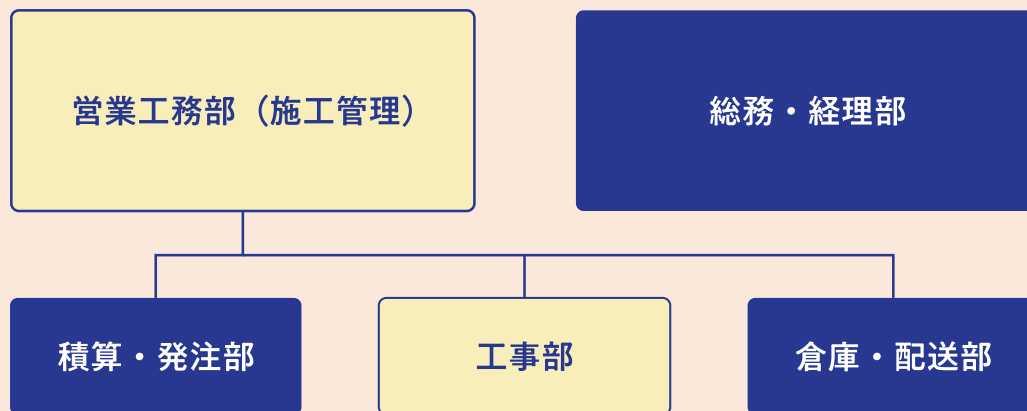 営業工務部（施工管理）
総務・経理部
積算・発注部
工事部
倉庫・配送部